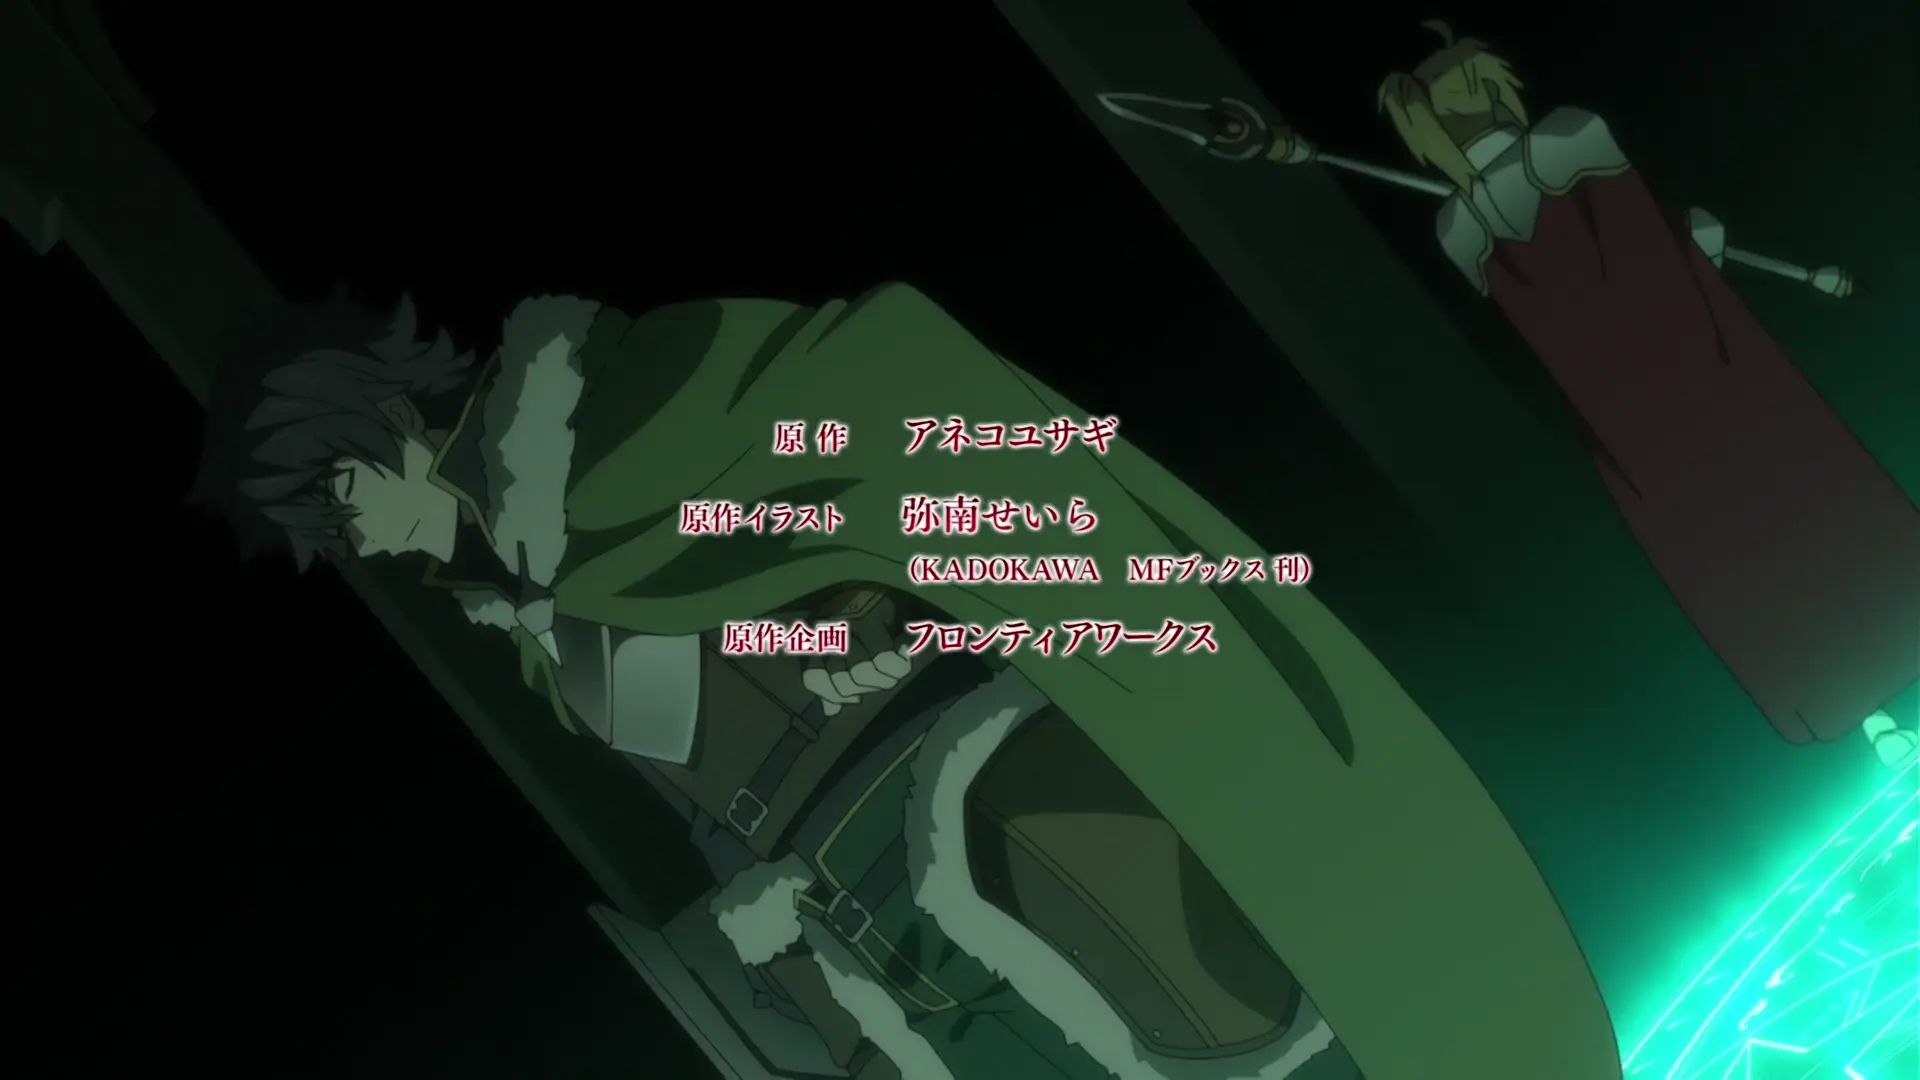 原作　アネコユサギ
原作イラスト　弥南せいら
（KADOKAWA　MFブックス 刊）
原作企画　フロンティアワークス